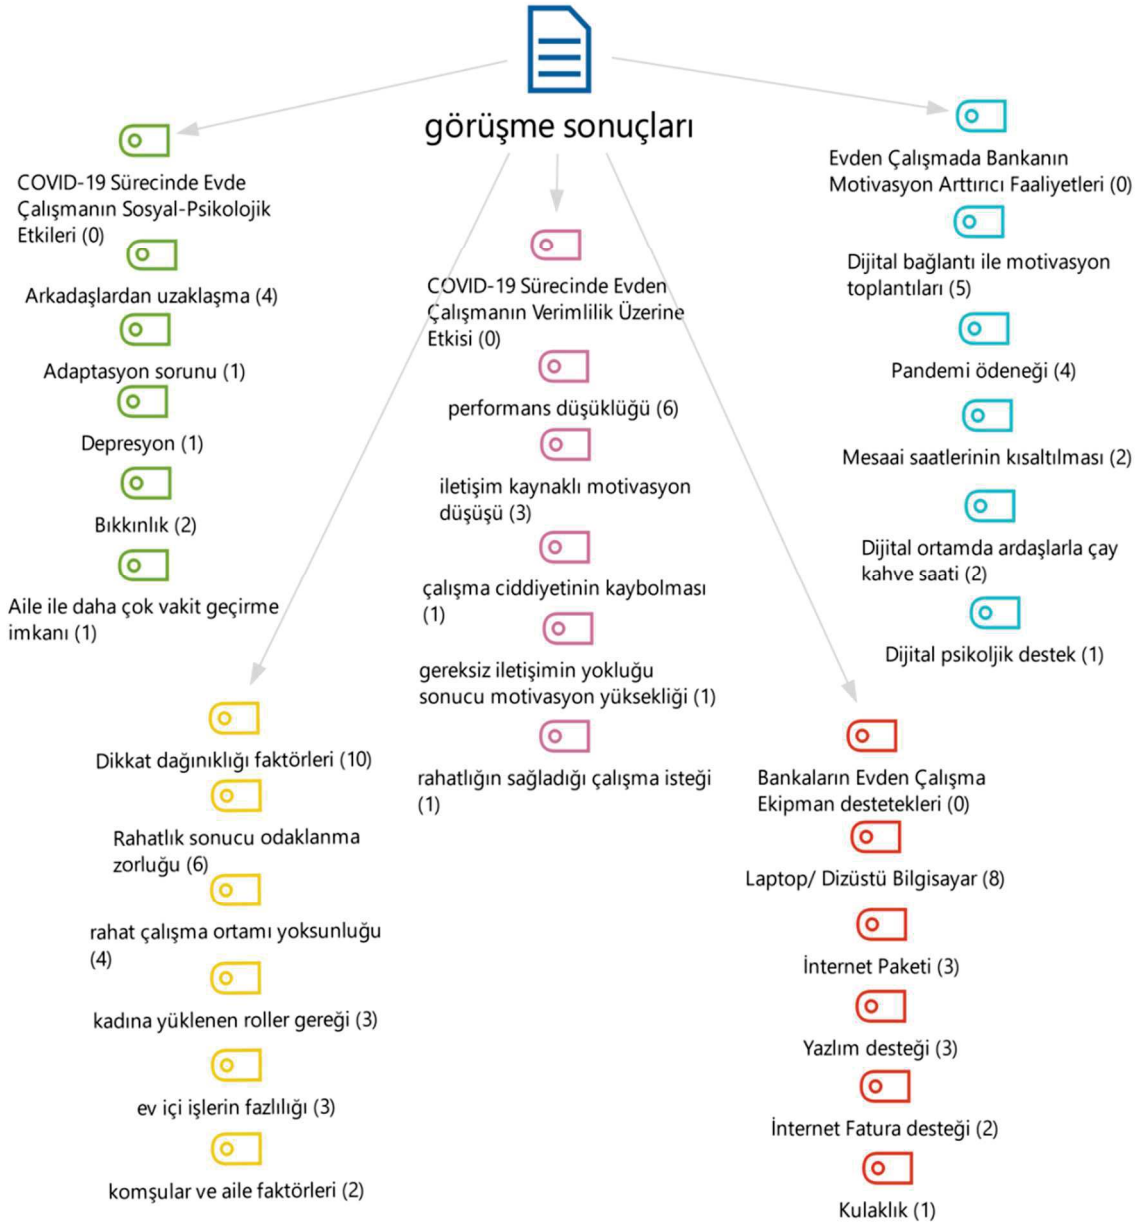 görüşme sonuçları
COVID-19 Sürecinde Evde
Çalışmanın Sosyal-Psikolojik
Etkileri (0)
Arkadaşlardan uzaklaşma (4)
Adaptasyon sorunu (1)
Depresyon (1)
Bıkkınlık (2)
Aile ile daha çok vakit geçirme
imkanı (1)
Dikkat dağınıklığı faktörleri (10)
Rahatlık sonucu odaklanma
zorluğu (6)
rahat çalışma ortamı yoksunluğu
(4)
kadına yüklenen roller gereği (3)
ev içi işlerin fazlılığı (3)
komşular ve aile faktörleri (2)
COVID-19 Sürecinde Evden
Çalışmanın Verimlilik Üzerine
Etkisi (0)
performans düşüklüğü (6)
iletişim kaynaklı motivasyon
düşüşü (3)
çalışma ciddiyetinin kaybolması
(1)
gereksiz iletişimin yokluğu
sonucu motivasyon yüksekliği (1)
rahatlığın sağladığı çalışma isteği
(1)
Bankaların Evden Çalışma
Ekipman destetekleri (0)
Laptop/ Dizüstü Bilgisayar (8)
İnternet Paketi (3)
Yazlım desteği (3)
İnternet Fatura desteği (2)
Kulaklık (1)
Evden Çalışmada Bankanın
Motivasyon Arttırıcı Faaliyetleri (0)
Dijital bağlantı ile motivasyon
toplantıları (5)
Pandemi ödeneği (4)
Mesaai saatlerinin kısaltılması (2)
Dijital ortamda ardaşlarla çay
kahve saati (2)
Dijital psikoljik destek (1)